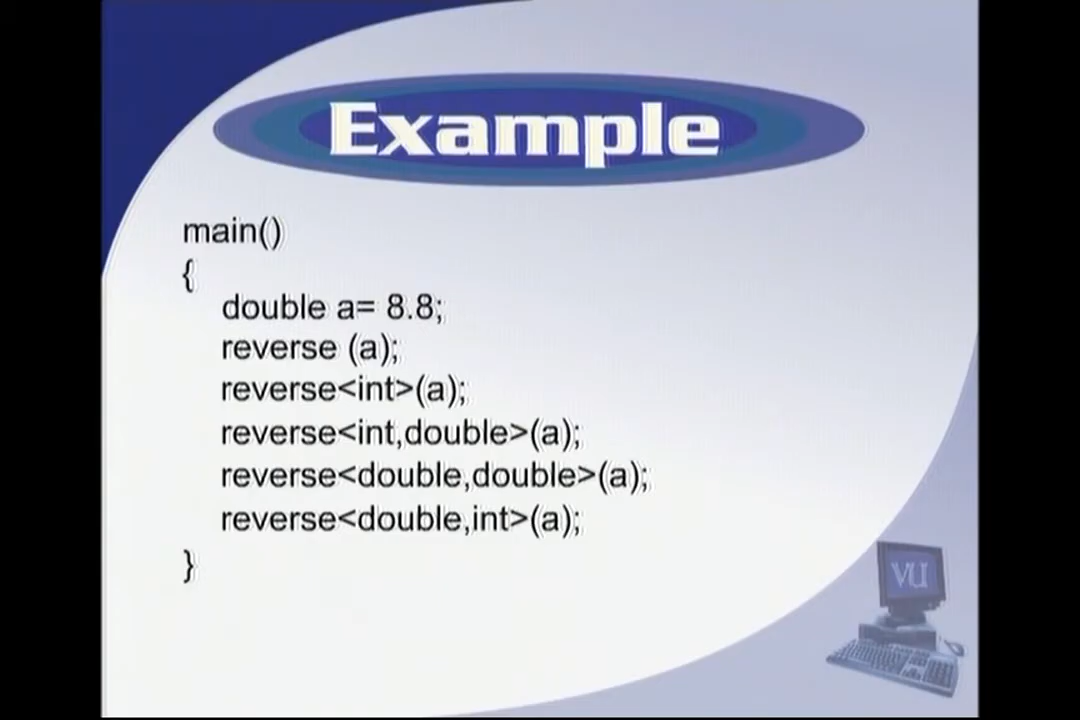 Example
main()
{
double a= 8.8;
reverse (a);
reverse<int>(a);
reverse<int,double>(a);
reverse<double,double>(a);
reverse<double,int>(a);
}
VU